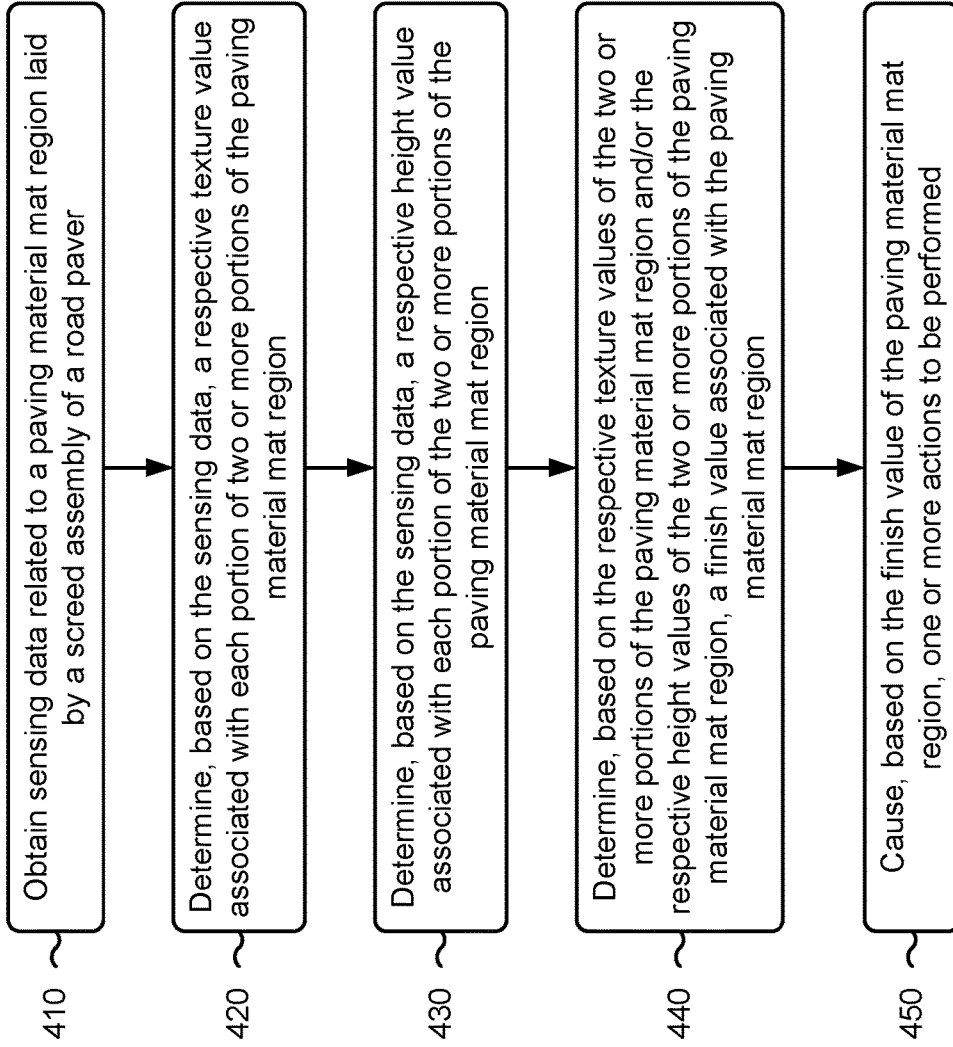 410
Obtain sensing data related to a paving material mat region laid
by a screed assembly of a road paver
420
Determine, based on the sensing data, a respective texture value
associated with each portion of two or more portions of the paving
material mat region
430
Determine, based on the sensing data, a respective height value
associated with each portion of the two or more portions of the
paving material mat region
440
Determine, based on the respective texture values of the two or
more portions of the paving material mat region and/or the
respective height values of the two or more portions of the paving
material mat region, a finish value associated with the paving
material mat region
450
Cause, based on the finish value of the paving material mat
region, one or more actions to be performed